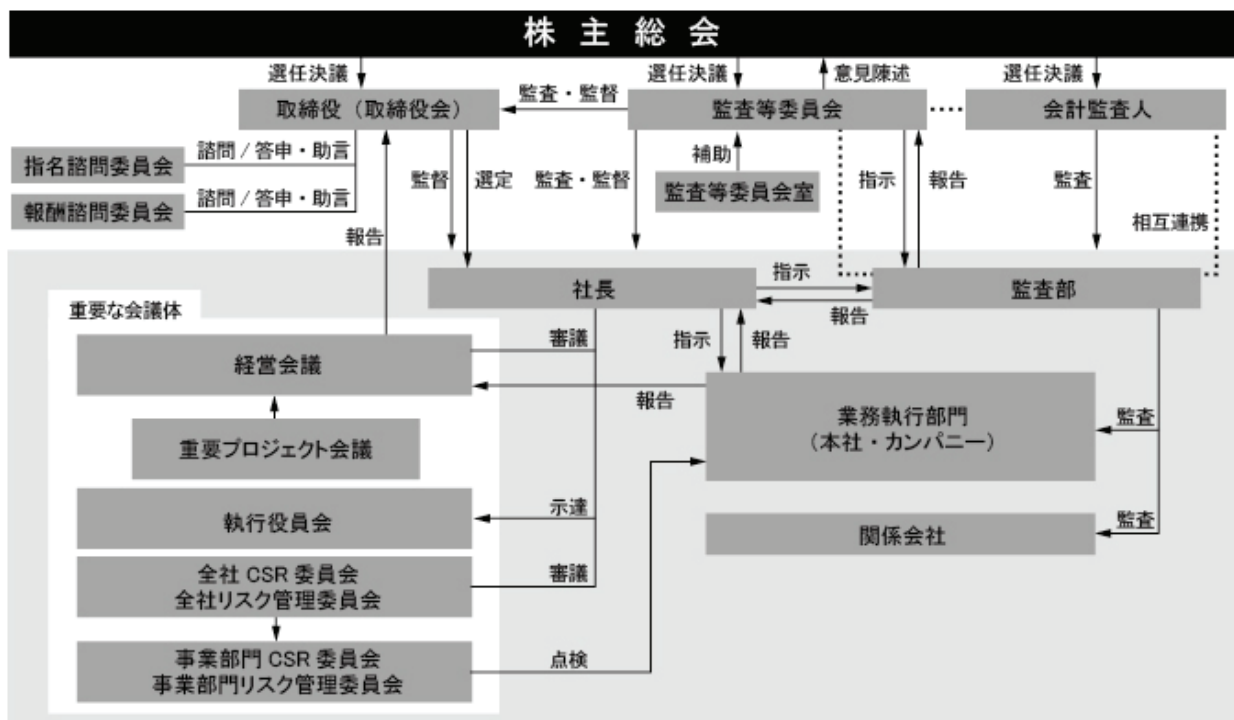 株主総会
選任決議
選任決議
意見陳述
選任決議
取締役（取締役会）
監査・監督
監査等委員会
会計監査人
指名諮問委員会
諮問 / 答申・助言
報酬諮問委員会
諮問 / 答申・助言
監督
選定
監査・監督
補助
監査等委員会室
指示
報告
監査
相互連携
報告
社長
指示
報告
監査部
重要な会議体
経営会議
審議
指示
報告
報告
重要プロジェクト会議
業務執行部門
（本社・カンパニー）
監査
執行役員会
示達
関係会社
監査
全社 CSR 委員会
全社リスク管理委員会
審議
事業部門 CSR 委員会
事業部門リスク管理委員会
点検